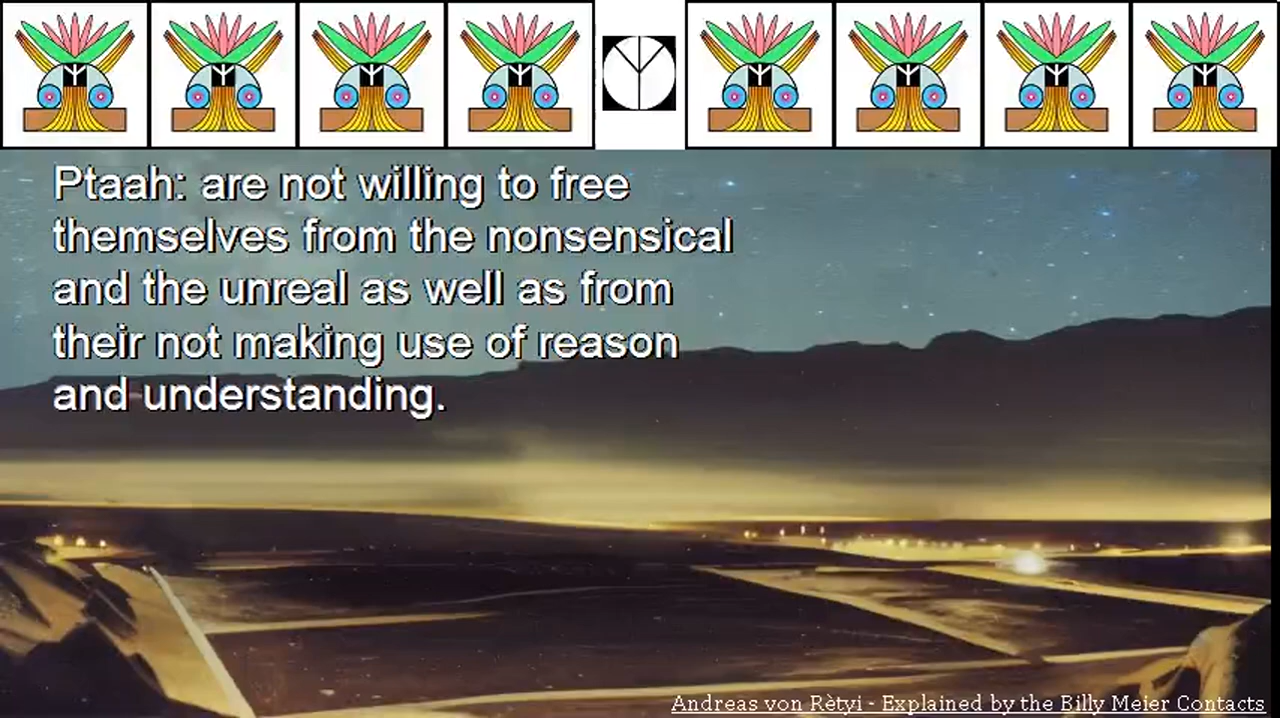 Ptaah: are not willing to free
themselves from the nonsensical
and the unreal as well as from
their not making use of reason
and understanding.
Andreas von Rètyi - Explained by the Billy Meier Contacts